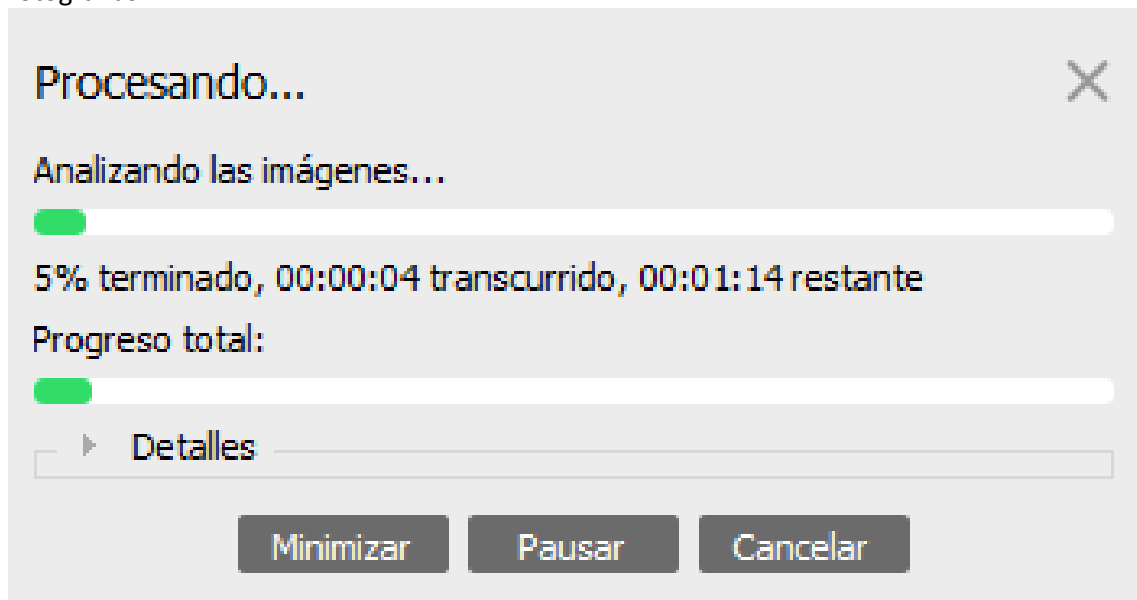 Procesando...
Analizando las imágenes...
5% terminado, 00:00:04 transcurrido, 00:01:14 restante
Progreso total:
Detalles
Minimizar Pausar Cancelar